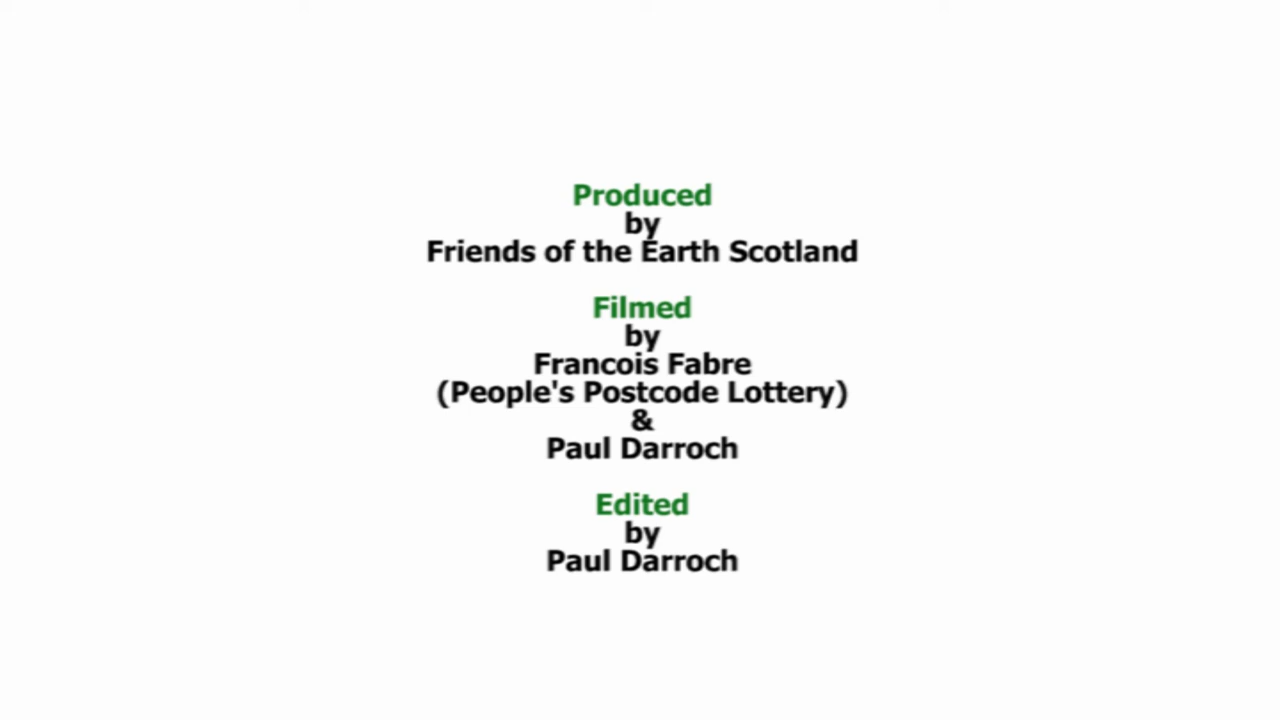 Produced
by
Friends of the Earth Scotland
Filmed
by
Francois Fabre
(People's Postcode Lottery)
&
Paul Darroch
Edited
by
Paul Darroch